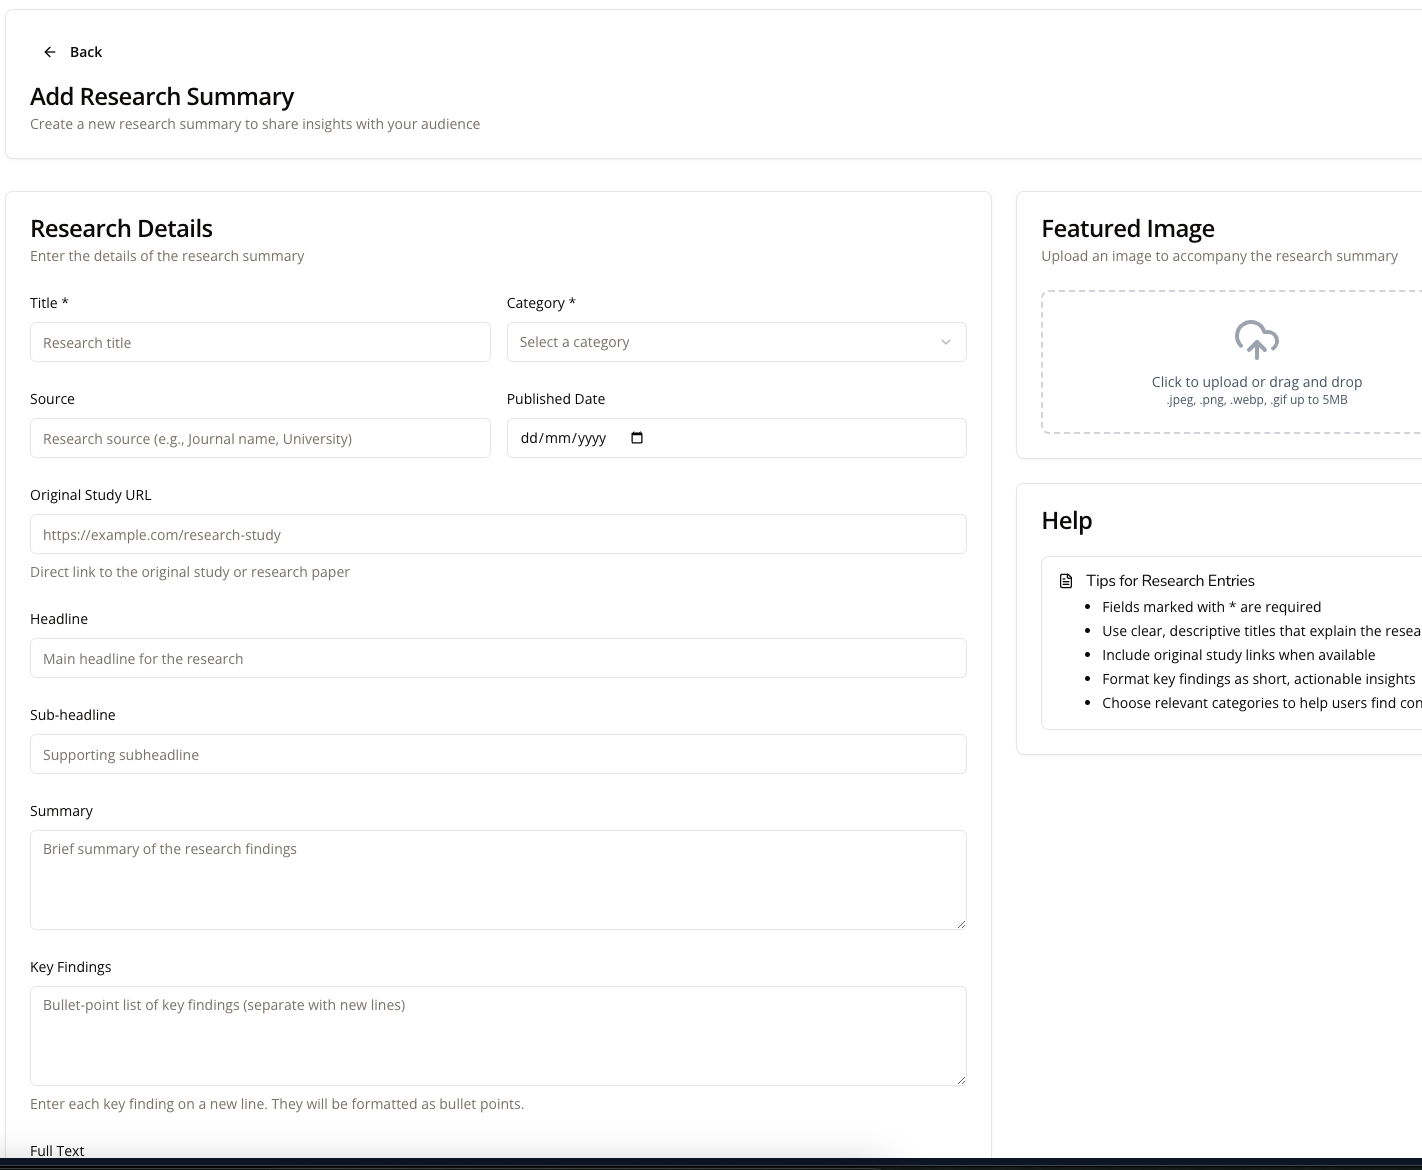 Back
Add Research Summary
Create a new research summary to share insights with your audience
Research Details
Enter the details of the research summary
Title *
Category *
Research title
Select a category
Source
Published Date
Research source (e.g., Journal name, University)
dd/mm/yyyy
Original Study URL
https://example.com/research-study
Direct link to the original study or research paper
Headline
Main headline for the research
Sub-headline
Supporting subheadline
Summary
Brief summary of the research findings
Key Findings
Bullet-point list of key findings (separate with new lines)
Enter each key finding on a new line. They will be formatted as bullet points.
Full Text
Featured Image
Upload an image to accompany the research summary
Click to upload or drag and drop
.jpeg, .png, .webp, .gif up to 5MB
Help
Tips for Research Entries
Fields marked with * are required
Use clear, descriptive titles that explain the
Include original study links when available
Format key findings as short, actionable insights
Choose relevant categories to help users find